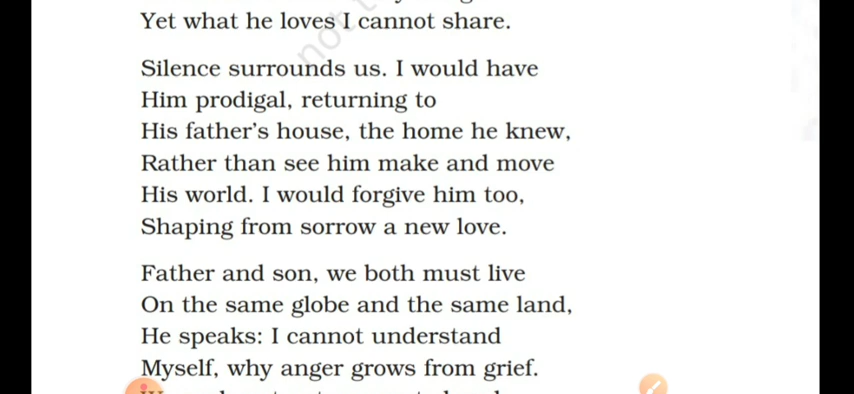 Yet what he loves I cannot share.
Silence surrounds us. I would have
Him prodigal, returning to
His father's house, the home he knew,
Rather than see him make and move
His world. I would forgive him too,
Shaping from sorrow a new love.
Father and son, we both must live
On the same globe and the same land,
He speaks: I cannot understand
Myself, why anger grows from grief.